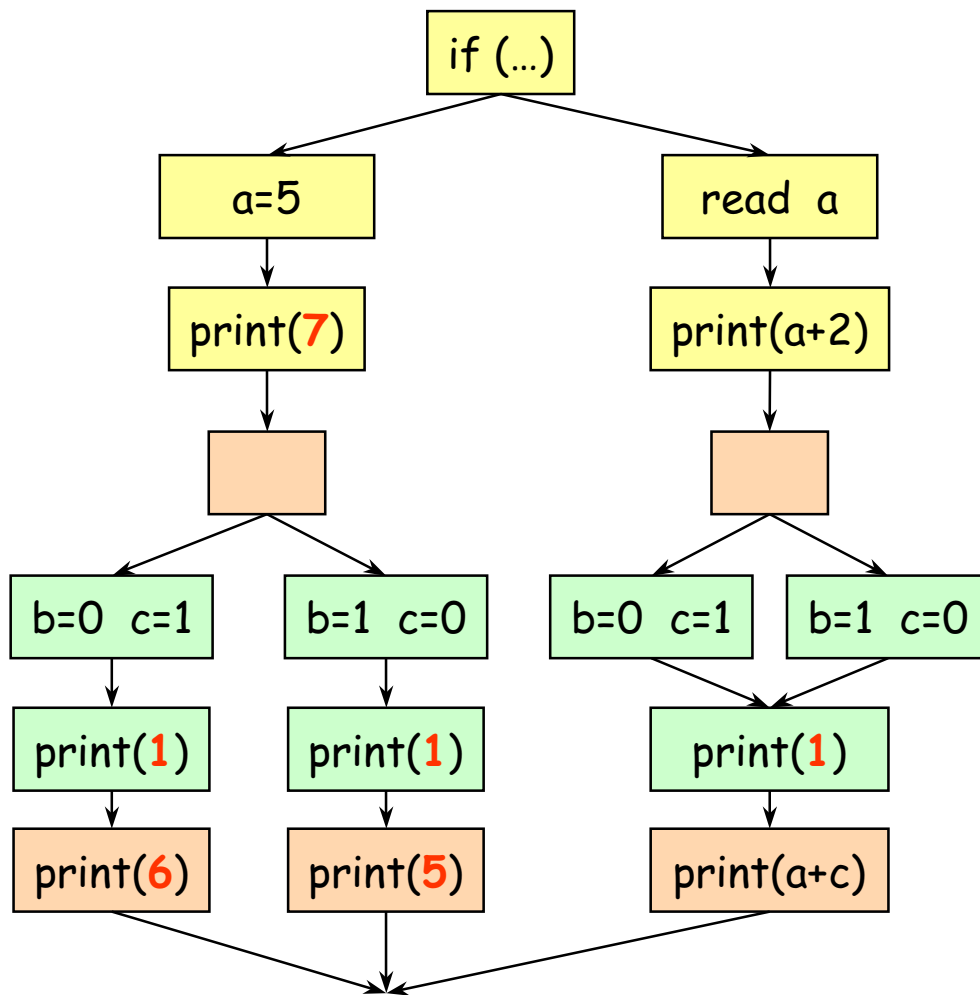 if (...)
a=5
read a
print(7)
print(a+2)
b=0 c=1
b=1 c=0
b=0 c=1
b=1 c=0
print(1)
print(1)
print(1)
print(6)
print(5)
print(a+c)